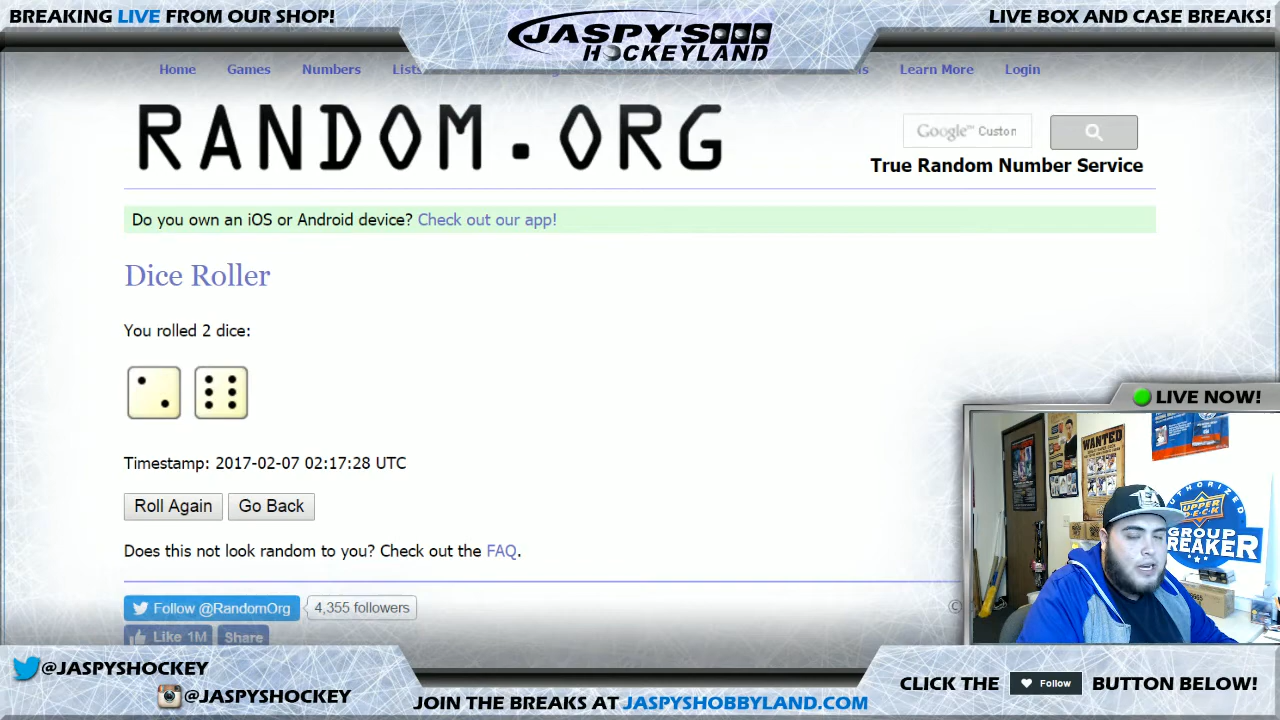 BREAKING LIVE FROM OUR SHOP!
JASPY'S
HOCKEYLAND
LIVE BOX AND CASE BREAKS!
Home Games Numbers Lists Learn More Login
RANDOM.ORG
Google™ Custom
True Random Number Service
Do you own an iOS or Android device? Check out our app!
Dice Roller
You rolled 2 dice:
Timestamp: 2017-02-07 02:17:28 UTC
Roll Again Go Back
Does this not look random to you? Check out the FAQ.
Follow @RandomOrg 4,355 followers
©
Like 1M Share
LIVE NOW!
WANTED
AUTHORIZED
UPPER DECK
GROUP
BREAKER
@JASPYSHOCKEY
@JASPYSHOCKEY
JOIN THE BREAKS AT JASPYSHOBBYLAND.COM
CLICK THE Follow BUTTON BELOW!